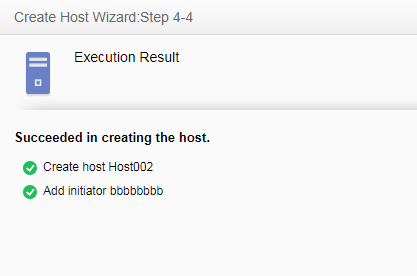 Create Host Wizard:Step 4-4
Execution Result
Succeeded in creating the host.
Create host Host002
Add initiator bbbbbbbb